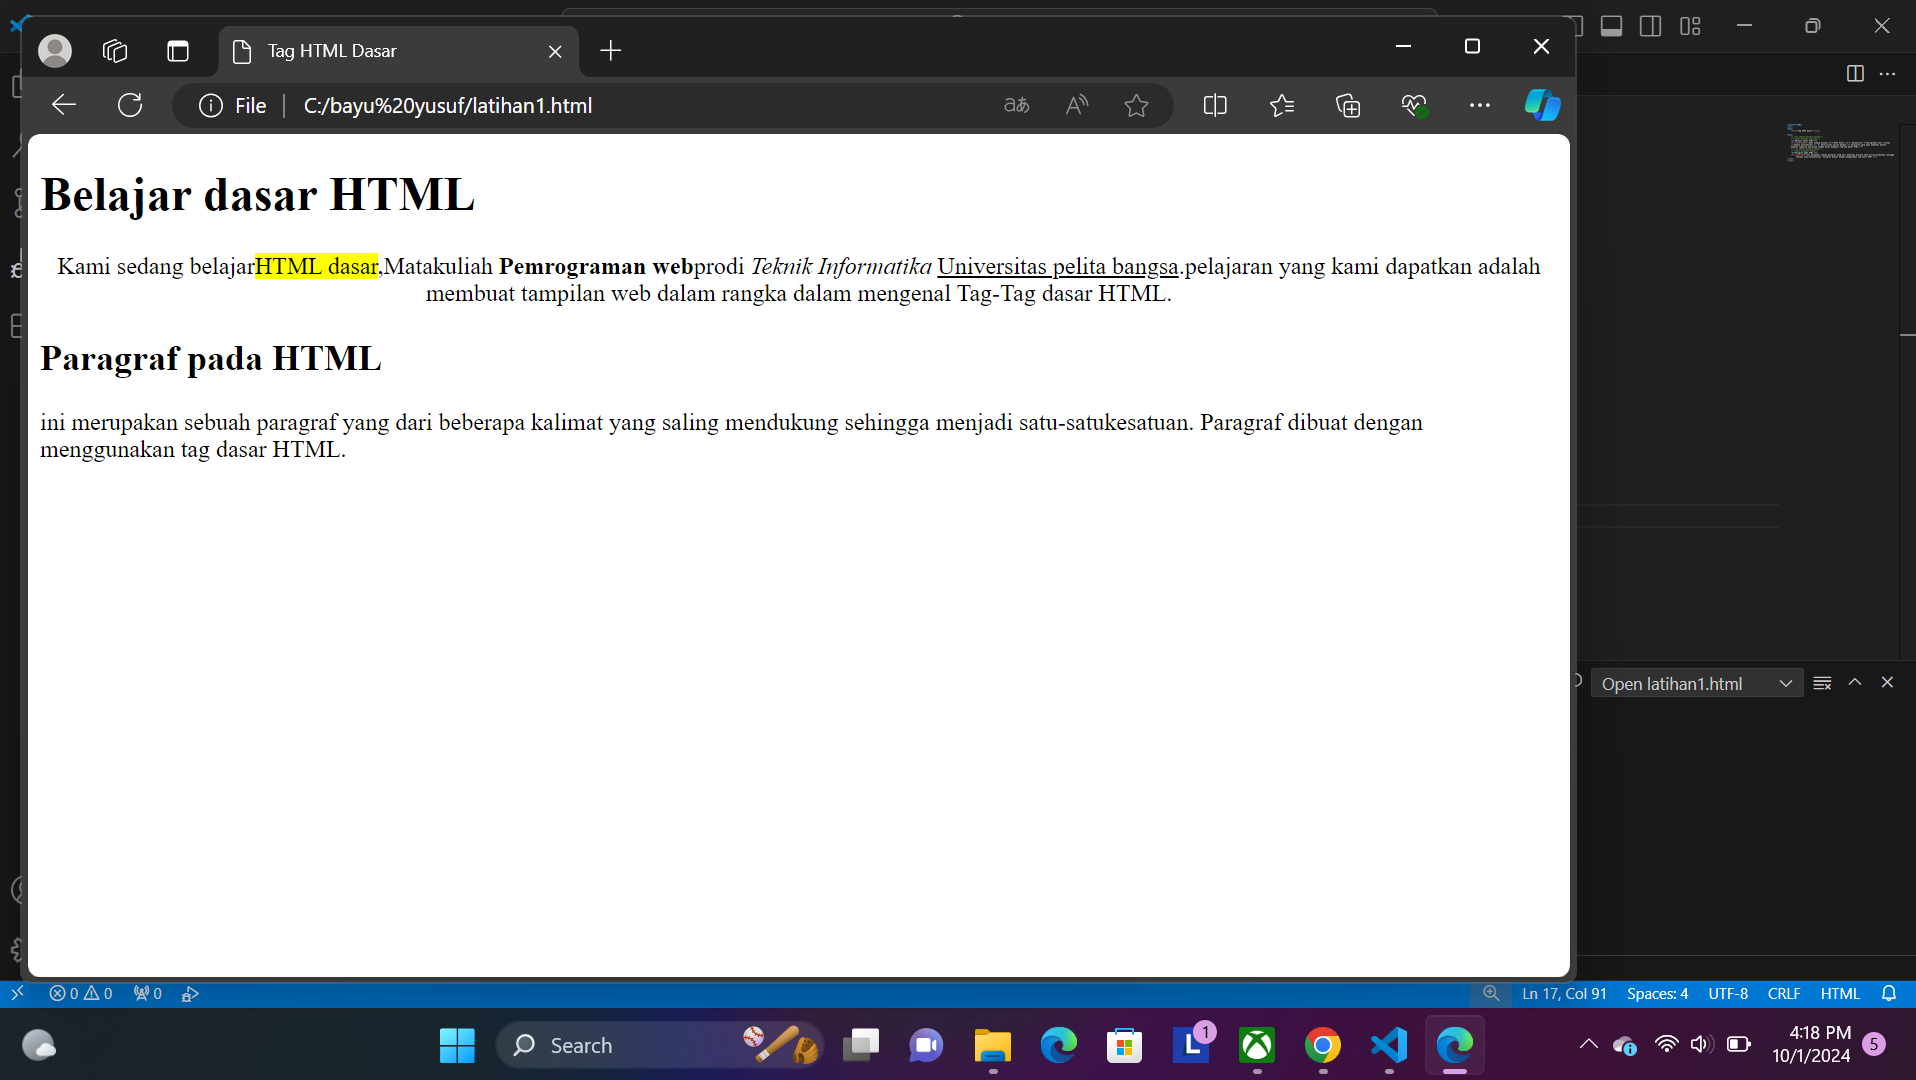 Tag HTML Dasar
File
C:/bayu%20yusuf/latihan1.html
Belajar dasar HTML
Kami sedang belajarHTML dasar,Matakuliah Pemrograman webprodi Teknik Informatika Universitas pelita bangsa.pelajaran yang kami dapatkan adalah
membuat tampilan web dalam rangka dalam mengenal Tag-Tag dasar HTML.
Paragraf pada HTML
ini merupakan sebuah paragraf yang dari beberapa kalimat yang saling mendukung sehingga menjadi satu-satukesatuan. Paragraf dibuat dengan
menggunakan tag dasar HTML.
Open latihan1.html
0 0 0 Ln 17, Col 91 Spaces: 4 UTF-8 CRLF HTML
Search
1
4:18 PM
10/1/2024
5